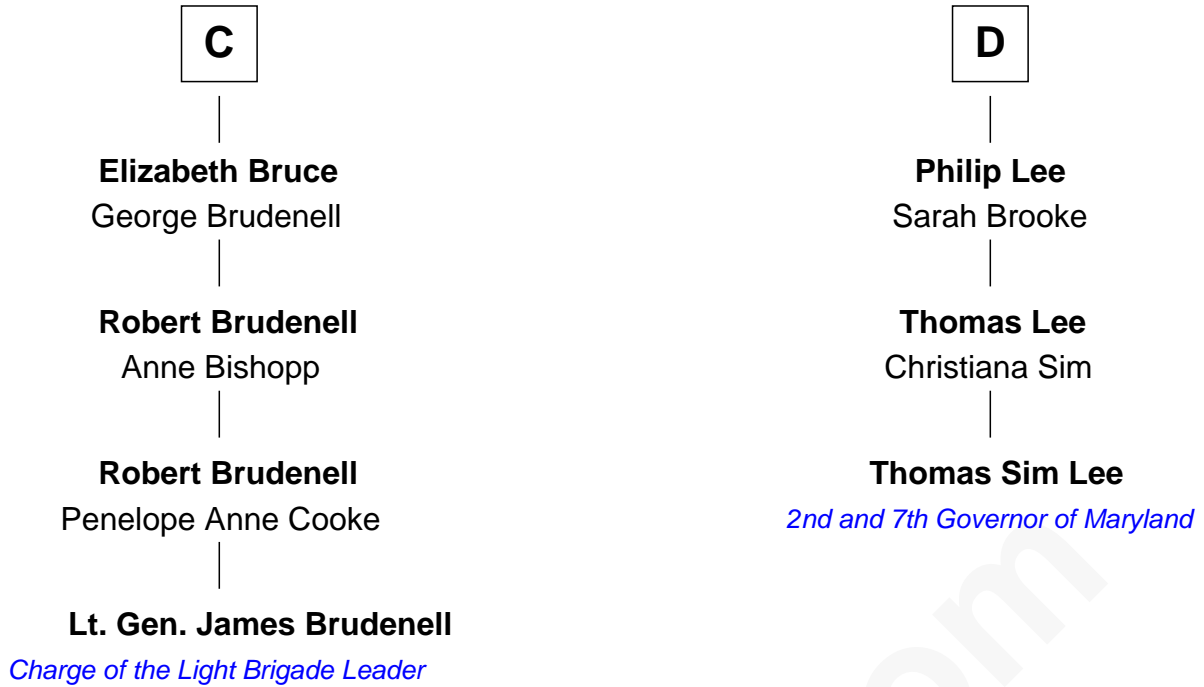 C
Elizabeth Bruce
George Brudenell
Robert Brudenell
Anne Bishopp
Robert Brudenell
Penelope Anne Cooke
Lt. Gen. James Brudenell
Charge of the Light Brigade Leader
D
Philip Lee
Sarah Brooke
Thomas Lee
Christiana Sim
Thomas Sim Lee
2nd and 7th Governor of Maryland
om